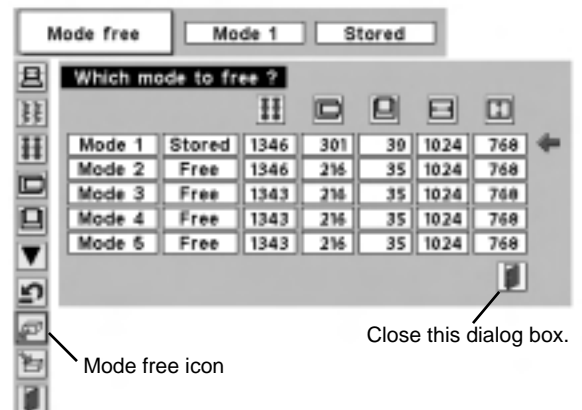 Mode free Mode 1 Stored
Which mode to free ?
Mode 1 Stored 1346 301 39 1024 768
Mode 2 Free 1346 216 35 1024 768
Mode 3 Free 1343 216 35 1024 768
Mode 4 Free 1343 216 35 1024 768
Mode 5 Free 1343 216 35 1024 768
Close this dialog box.
Mode free icon